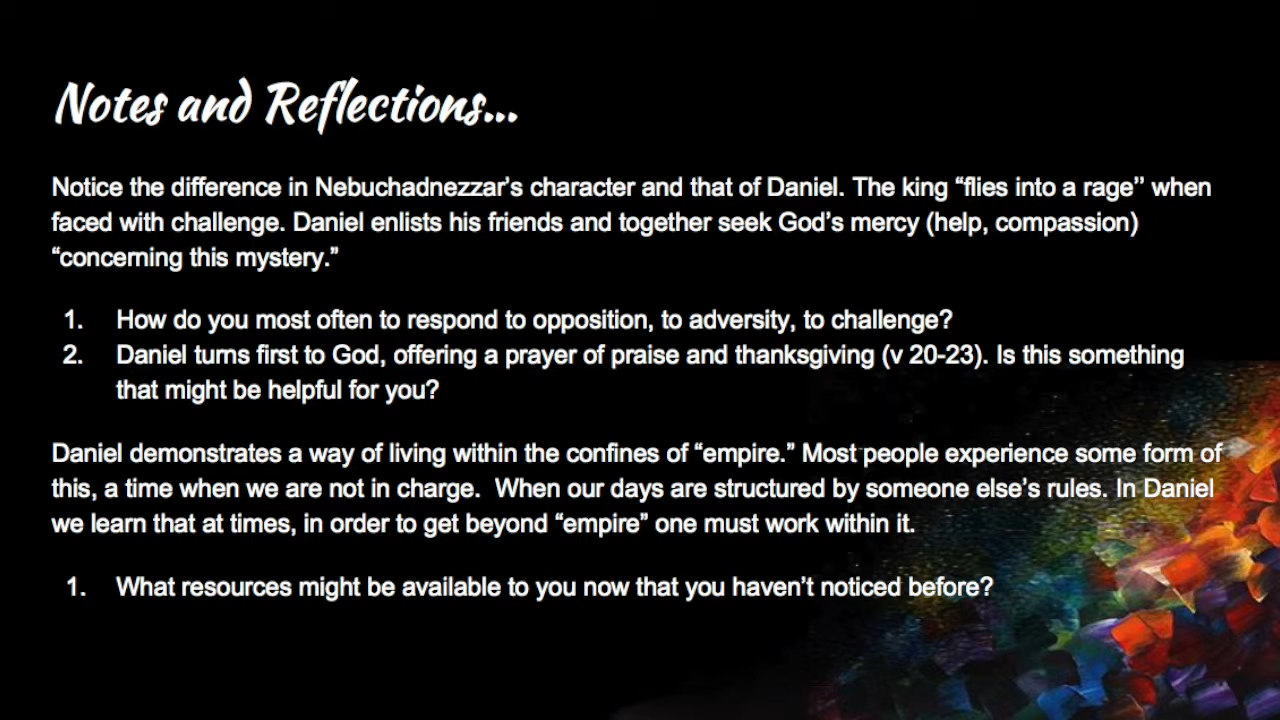 Notes and Reflections...
Notice the difference in Nebuchadnezzar's character and that of Daniel. The king “flies into a rage” when
faced with challenge. Daniel enlists his friends and together seek God's mercy (help, compassion)
“concerning this mystery.”
1. How do you most often to respond to opposition, to adversity, to challenge?
2. Daniel turns first to God, offering a prayer of praise and thanksgiving (v 20-23). Is this something
that might be helpful for you?
Daniel demonstrates a way of living within the confines of “empire.” Most people experience some form of
this, a time when we are not in charge.  When our days are structured by someone else's rules. In Daniel
we learn that at times, in order to get beyond “empire” one must work within it.
1. What resources might be available to you now that you haven't noticed before?